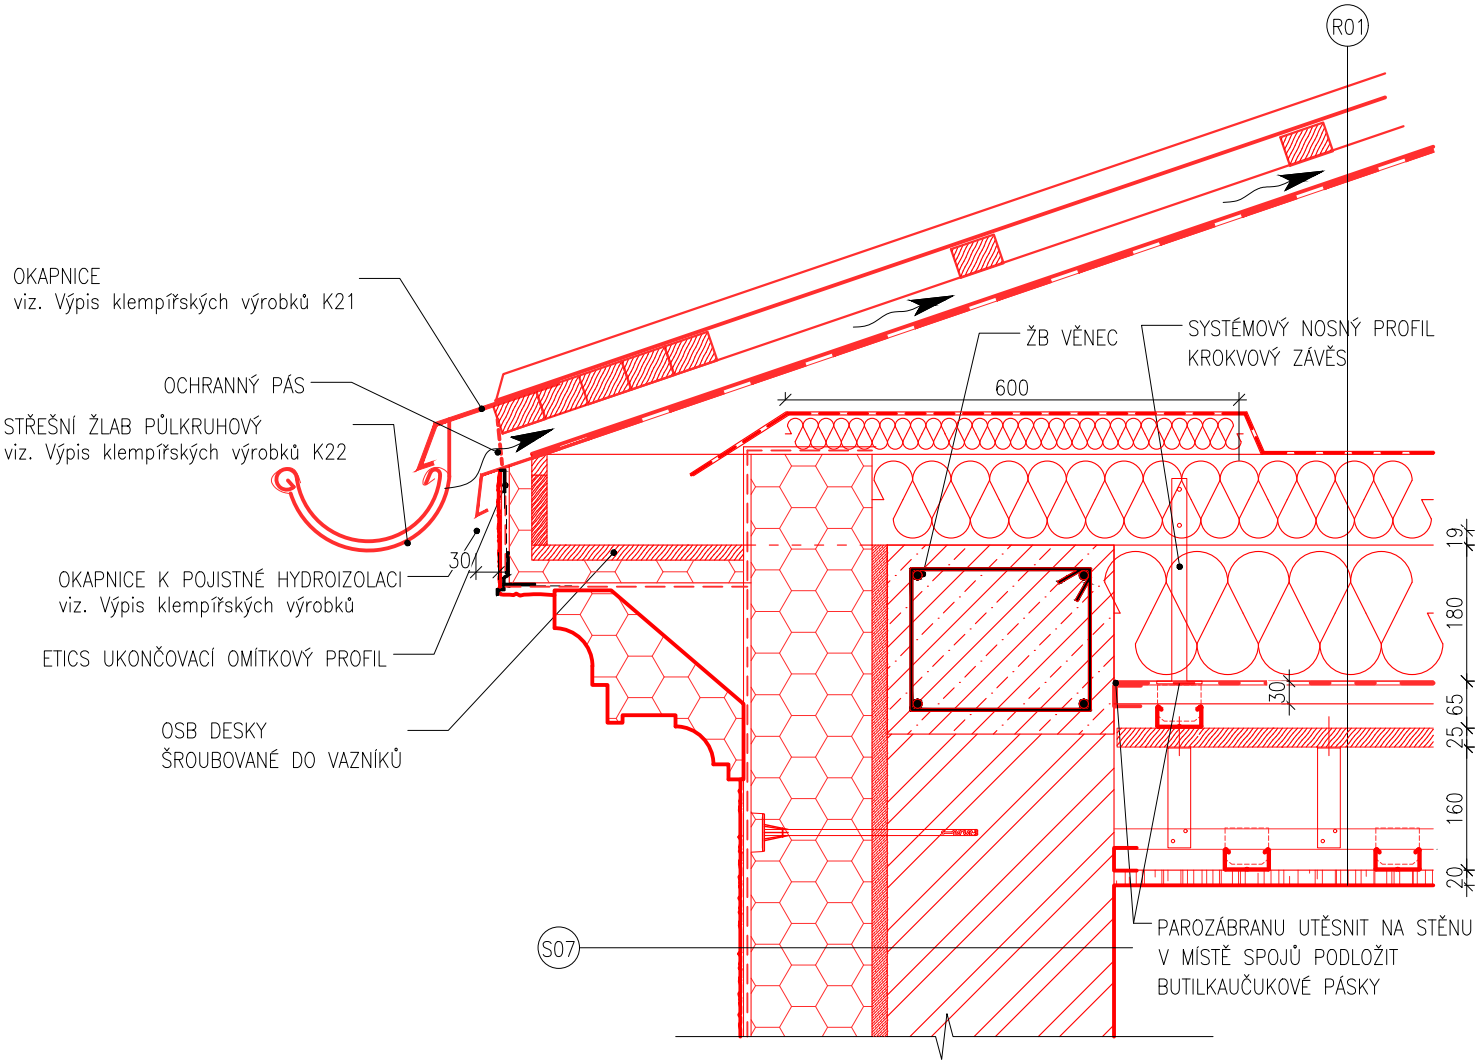 R01
OKAPNICE
viz. Výpis klempířských výrobků K21
OCHRANNÝ PÁS
STŘEŠNÍ ŽLAB PŮLKRUHOVÝ
viz. Výpis klempířských výrobků K22
ŽB VĚNEC
SYSTÉMOVÝ NOSNÝ PROFIL
KROKVOVÝ ZÁVĚS
600
30
OKAPNICE K POJISTNÉ HYDROIZOLACI
viz. Výpis klempířských výrobků
ETICS UKONČOVACÍ OMÍTKOVÝ PROFIL
OSB DESKY
ŠROUBOVANÉ DO VAZNÍKŮ
19
180
30
65
25
160
20
S07
PAROZÁBRANU UTĚSNIT NA STĚNU
V MÍSTĚ SPOJŮ PODLOŽIT
BUTILKAUČUKOVÉ PÁSKY